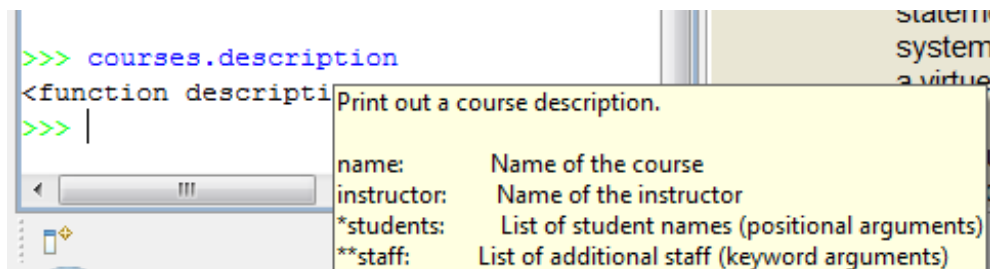 >>> courses.description
<function descripti
>>>
Print out a course description.
name: Name of the course
instructor: Name of the instructor
*students: List of student names (positional arguments)
**staff: List of additional staff (keyword arguments)
system
a virtue